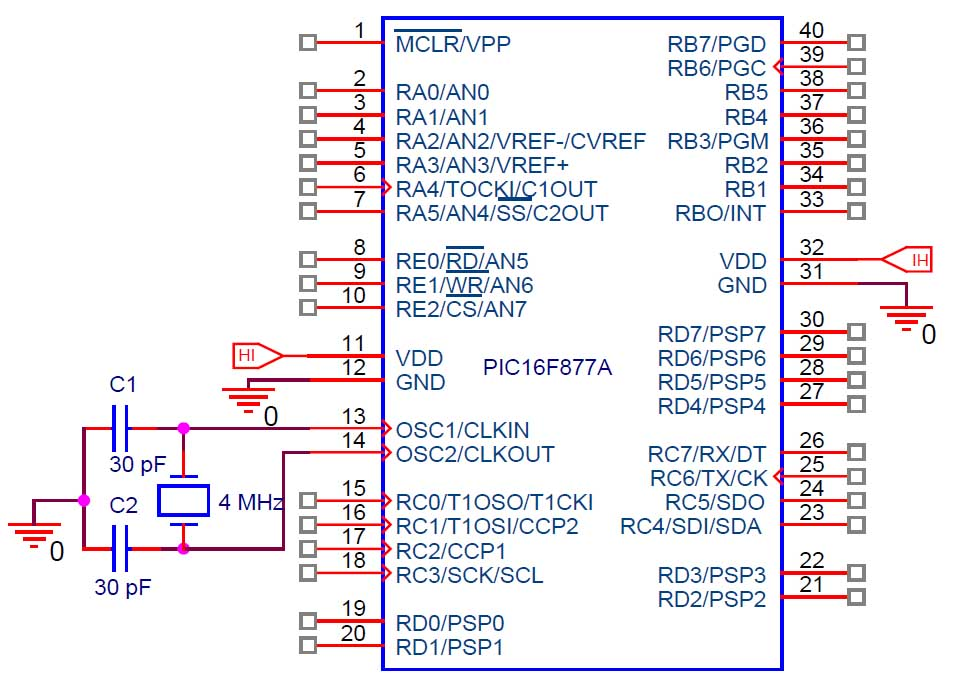 1 MCLR/VPP RB7/PGD 40
RB6/PGC 39
2 RA0/AN0 RB5 38
3 RA1/AN1 RB4 37
4 RA2/AN2/VREF-/CVREF RB3/PGM 36
5 RA3/AN3/VREF+ RB2 35
6 RA4/TOCKI/C1OUT RB1 34
7 RA5/AN4/SS/C2OUT RBO/INT 33
8 RE0/RD/AN5 VDD 32 HI
9 RE1/WR/AN6 GND 31
10 RE2/CS/AN7 0
RD7/PSP7 30
HI 11 VDD PIC16F877A RD6/PSP6 29
12 GND RD5/PSP5 28
0 RD4/PSP4 27
C1
30 pF
13 OSC1/CLKIN
14 OSC2/CLKOUT RC7/RX/DT 26
RC6/TX/CK 25
4 MHz
15 RC0/T1OSO/T1CKI RC5/SDO 24
16 RC1/T1OSI/CCP2 RC4/SDI/SDA 23
C2
30 pF
0
17 RC2/CCP1
18 RC3/SCK/SCL RD3/PSP3 22
RD2/PSP2 21
19 RD0/PSP0
20 RD1/PSP1